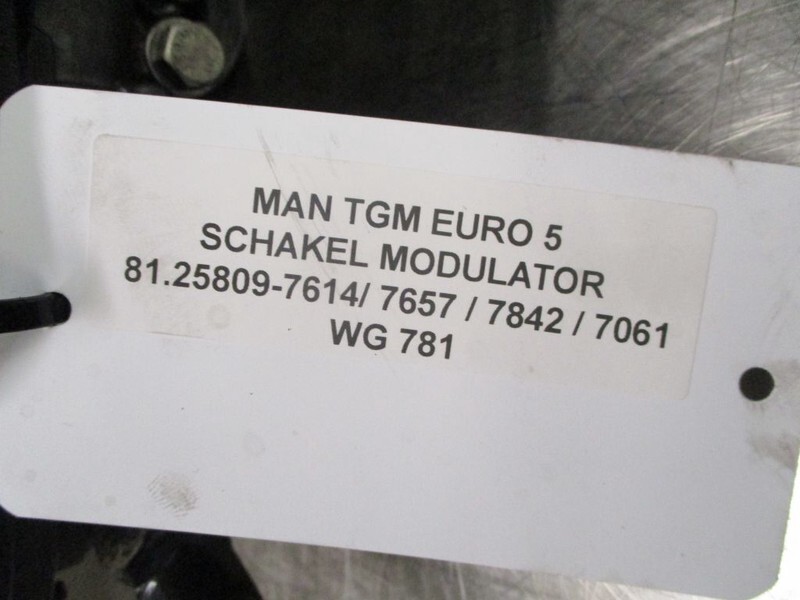 MAN TGM EURO 5
SCHAKEL MODULATOR
81.25809-7614/ 7657 / 7842 / 7061
WG 781